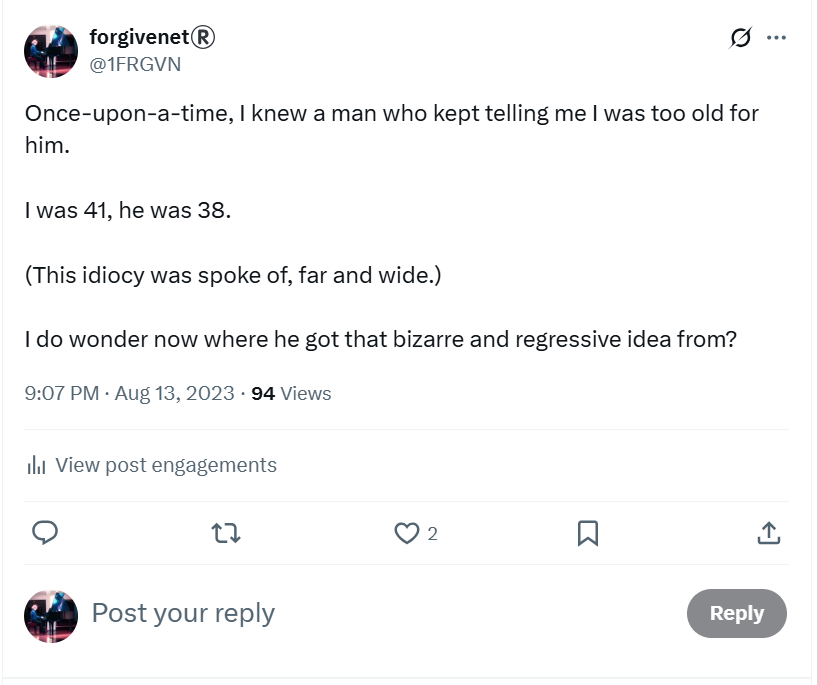 forgivenet®
@1FRGVN
Once-upon-a-time, I knew a man who kept telling me I was too old for
him.
I was 41, he was 38.
(This idiocy was spoke of, far and wide.)
I do wonder now where he got that bizarre and regressive idea from?
9:07 PM · Aug 13, 2023 · 94 Views
View post engagements
2
Post your reply
Reply